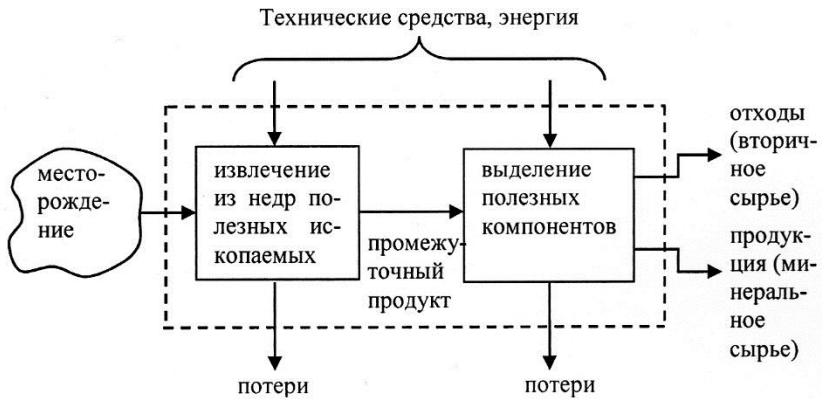 Технические средства, энергия
место-
рожде-
ние
извлечение
из недр по-
лезных ис-
копаемых
промежу-
точный
продукт
выделение
полезных
компонентов
отходы
(вторич-
ное
сырье)
продук-
ция (ми-
нераль-
ное
сырье)
потери
потери